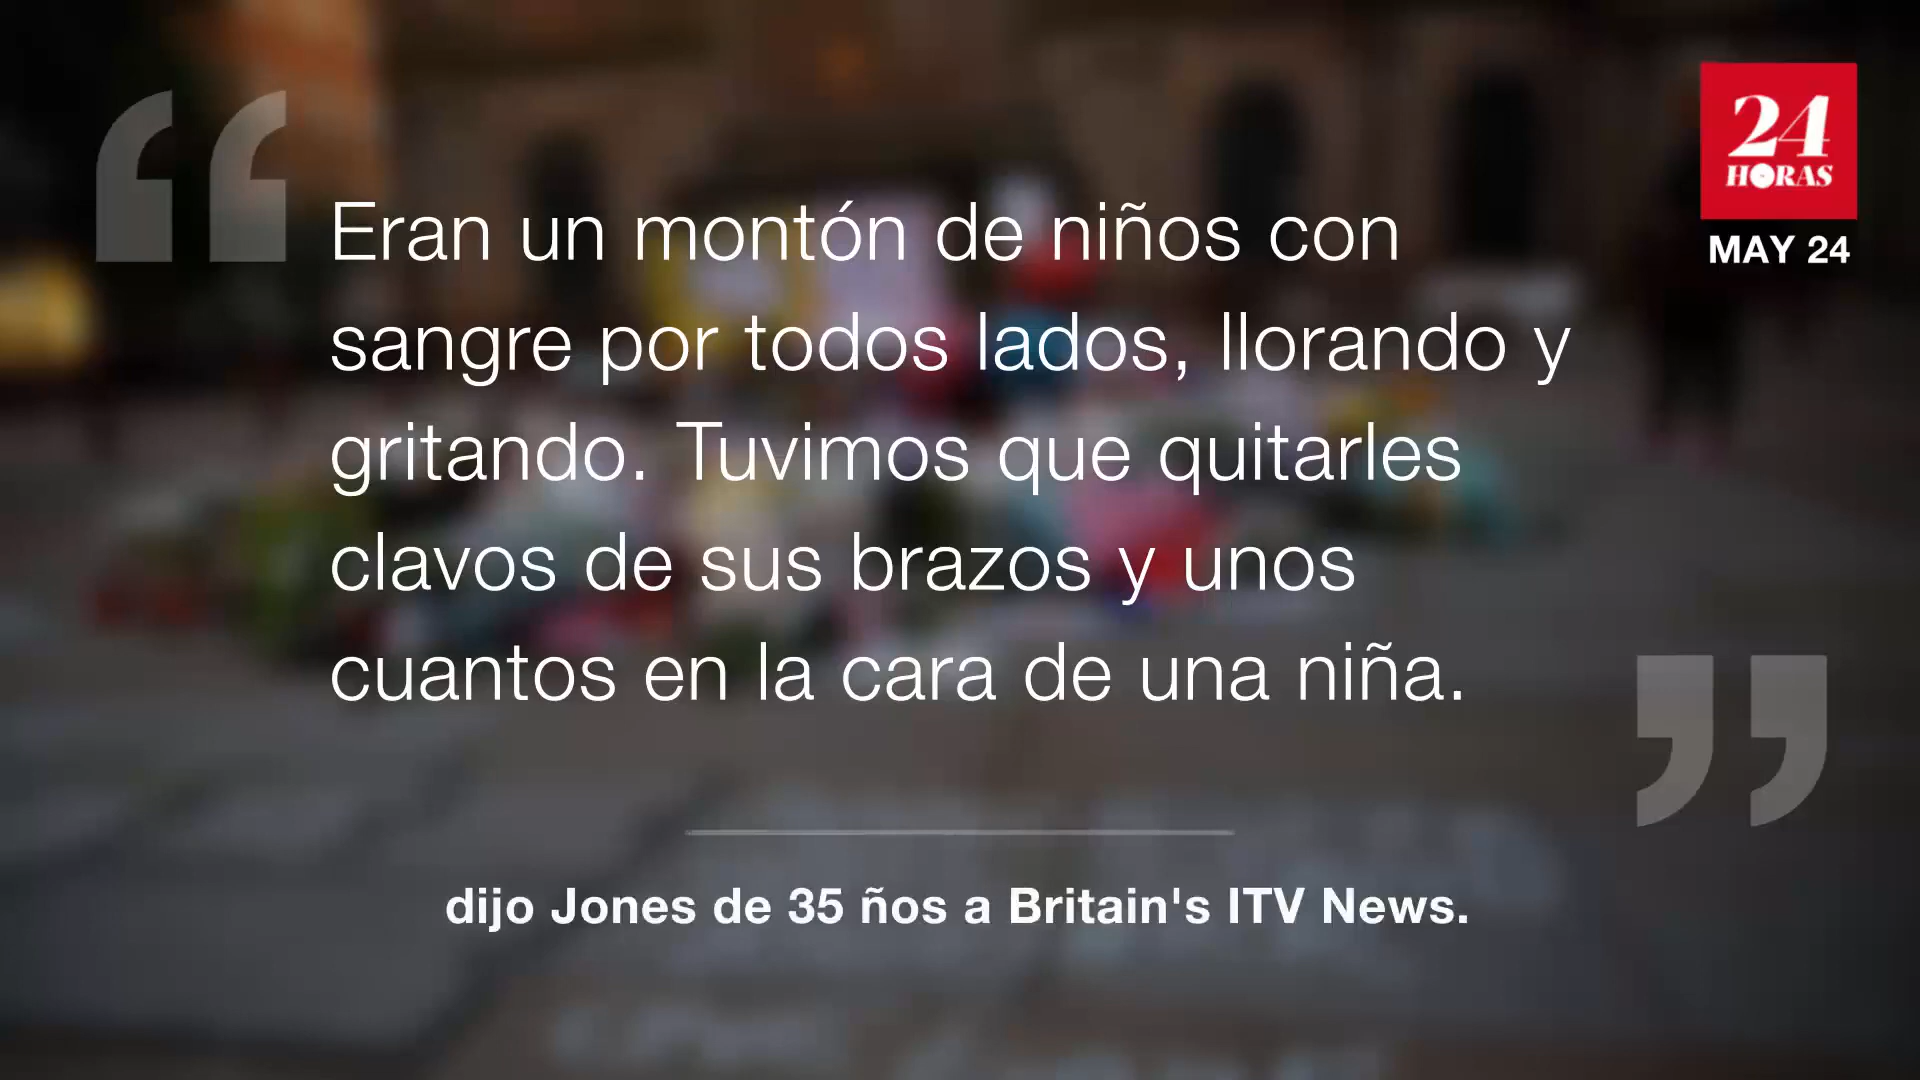 “
24
HORAS
MAY 24
Eran un montón de niños con
sangre por todos lados, llorando y
gritando. Tuvimos que quitarles
clavos de sus brazos y unos
cuantos en la cara de una niña.
”
dijo Jones de 35 ños a Britain's ITV News.